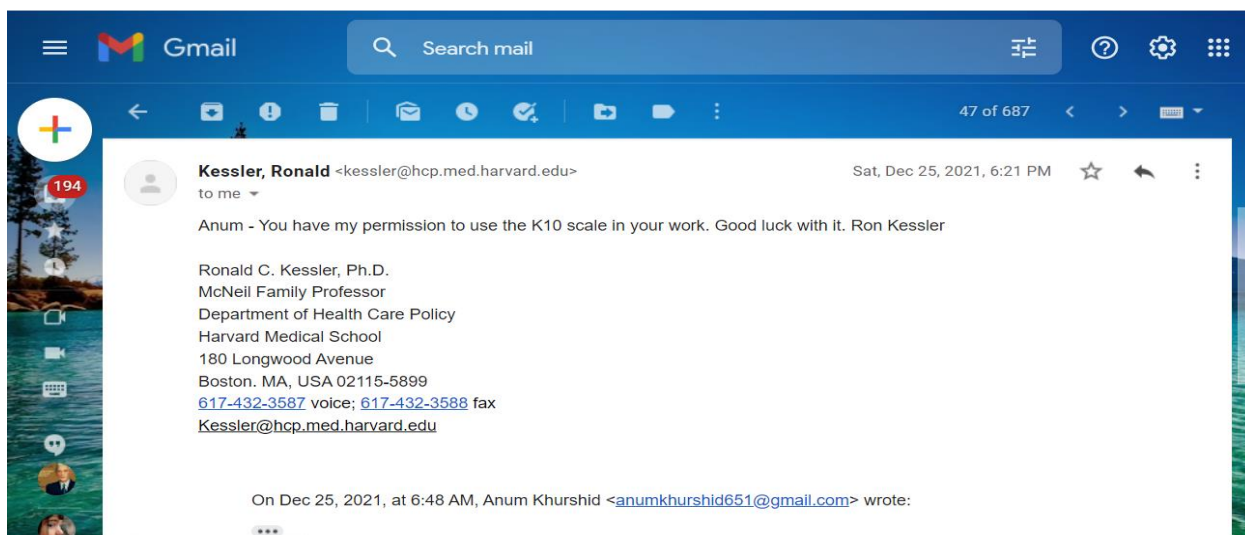 Gmail
Search mail
47 of 687
194
Kessler, Ronald <kessler@hcp.med.harvard.edu>
Sat, Dec 25, 2021, 6:21 PM
to me
Anum - You have my permission to use the K10 scale in your work. Good luck with it. Ron Kessler
Ronald C. Kessler, Ph.D.
McNeil Family Professor
Department of Health Care Policy
Harvard Medical School
180 Longwood Avenue
Boston. MA, USA 02115-5899
617-432-3587 voice; 617-432-3588 fax
Kessler@hcp.med.harvard.edu
On Dec 25, 2021, at 6:48 AM, Anum Khurshid <anumkhurshid651@gmail.com> wrote: